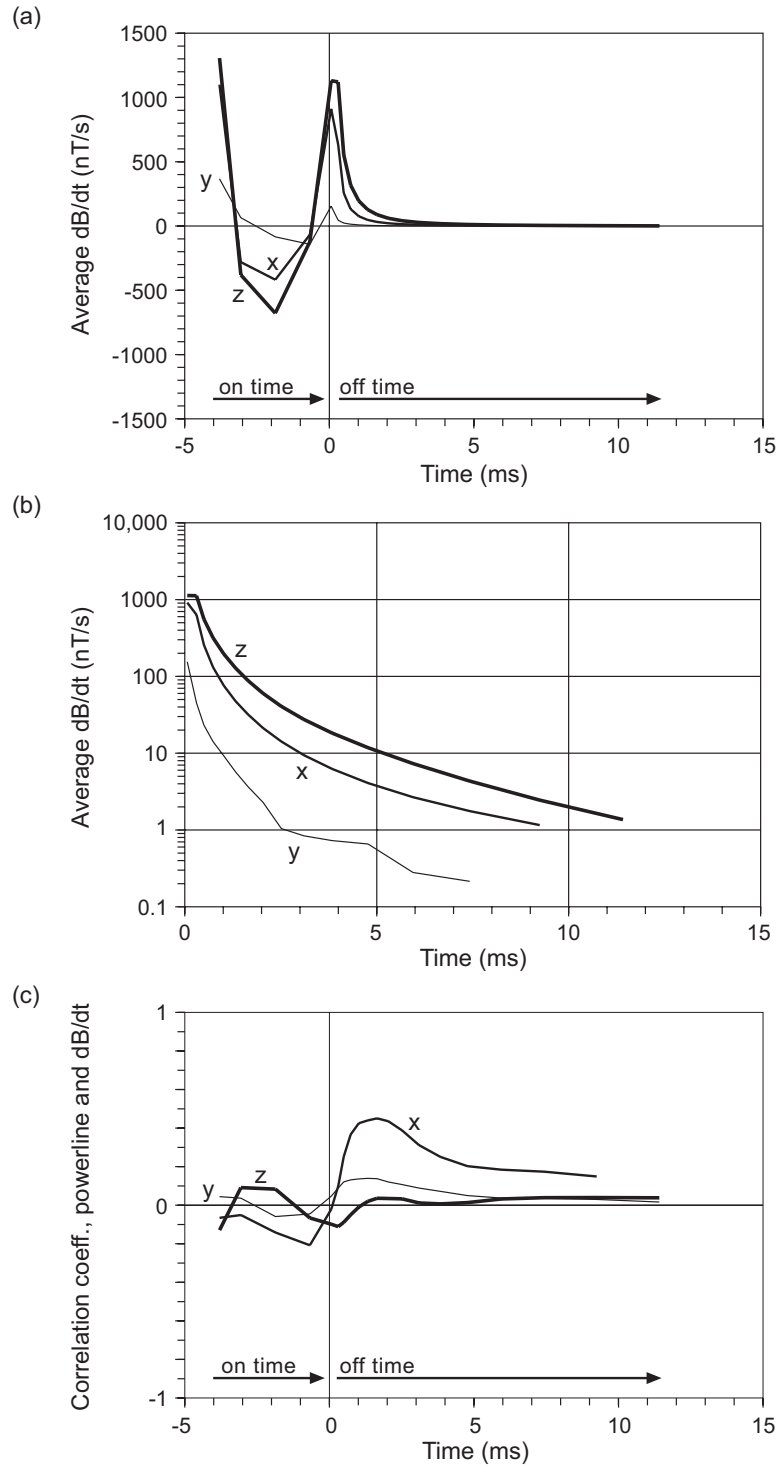 (a)
1500
1000
500
0
-500
-1000
-1500
Average dB/dt (nT/s)
y
x
z
on time
off time
-5
0
5
10
15
Time (ms)
(b)
10,000
1000
100
10
1
0.1
Average dB/dt (nT/s)
z
x
y
0
5
10
15
Time (ms)
(c)
1
0
-1
Correlation coeff., powerline and dB/dt
y
z
x
on time
off time
-5
0
5
10
15
Time (ms)